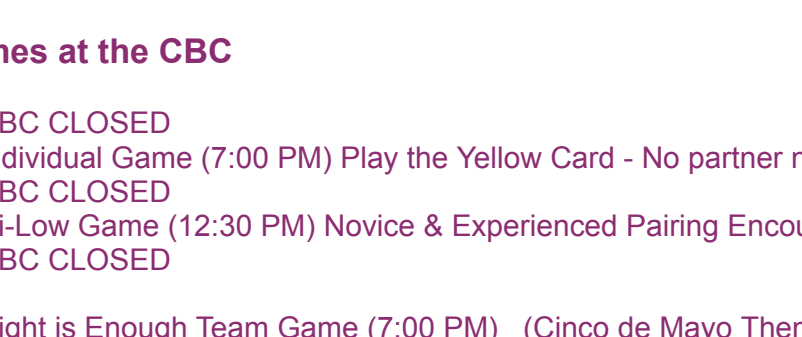 mes at the CBC
BC CLOSED
dividual Game (7:00 PM) Play the Yellow Card - No partner n
BC CLOSED
i-Low Game (12:30 PM) Novice & Experienced Pairing Encou
BC CLOSED
ight is Enough Team Game (7:00 PM) (Cinco de Mayo Them